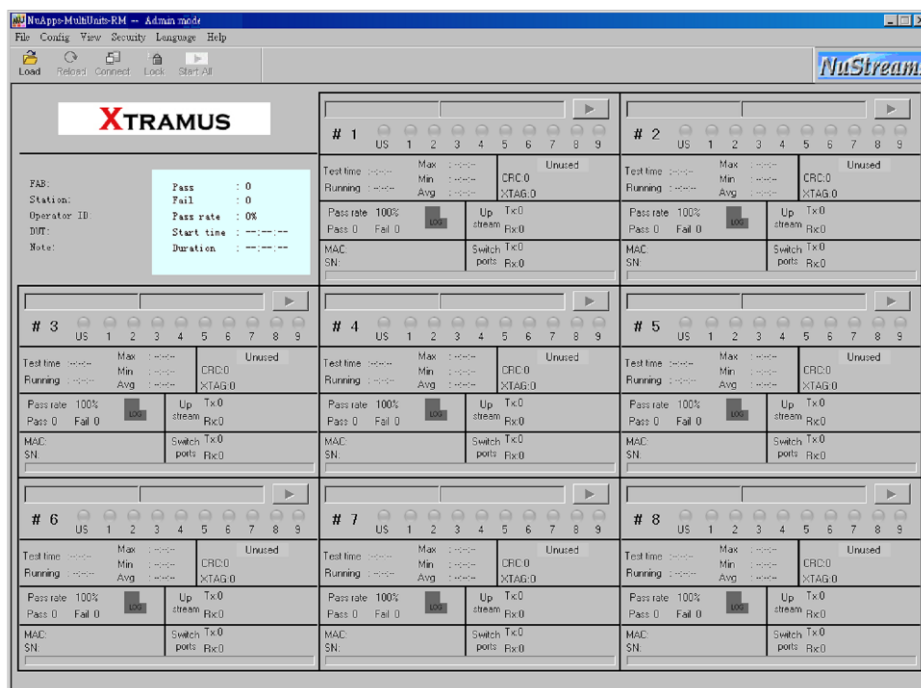 NuApps-MultiUnits-RM -- Admin mode
File Config View Security Language Help
Load Reload Connect Lock Start All
NuStreams
XTRAMUS
FAB:
Station:
Operator ID:
DUT:
Note:
Pass : 0
Fail : 0
Pass rate : 0%
Start time : --:--:--
Duration : --:--:--
# 1
US 1 2 3 4 5 6 7 8 9
Test time --:--:-- Max : --:--:-- Unused
Min : --:--:-- CRC:0
Running : --:--:-- Avg : --:--:-- XTAG:0
Pass rate 100% LOG Up stream Tx:0
Pass 0 Fail 0 Rx:0
MAC: Switch ports Tx:0
SN: Rx:0
# 2
US 1 2 3 4 5 6 7 8 9
Test time --:--:-- Max : --:--:-- Unused
Min : --:--:-- CRC:0
Running : --:--:-- Avg : --:--:-- XTAG:0
Pass rate 100% LOG Up stream Tx:0
Pass 0 Fail 0 Rx:0
MAC: Switch ports Tx:0
SN: Rx:0
# 3
US 1 2 3 4 5 6 7 8 9
Test time --:--:-- Max : --:--:-- Unused
Min : --:--:-- CRC:0
Running : --:--:-- Avg : --:--:-- XTAG:0
Pass rate 100% LOG Up stream Tx:0
Pass 0 Fail 0 Rx:0
MAC: Switch ports Tx:0
SN: Rx:0
# 4
US 1 2 3 4 5 6 7 8 9
Test time --:--:-- Max : --:--:-- Unused
Min : --:--:-- CRC:0
Running : --:--:-- Avg : --:--:-- XTAG:0
Pass rate 100% LOG Up stream Tx:0
Pass 0 Fail 0 Rx:0
MAC: Switch ports Tx:0
SN: Rx:0
# 5
US 1 2 3 4 5 6 7 8 9
Test time --:--:-- Max : --:--:-- Unused
Min : --:--:-- CRC:0
Running : --:--:-- Avg : --:--:-- XTAG:0
Pass rate 100% LOG Up stream Tx:0
Pass 0 Fail 0 Rx:0
MAC: Switch ports Tx:0
SN: Rx:0
# 6
US 1 2 3 4 5 6 7 8 9
Test time --:--:-- Max : --:--:-- Unused
Min : --:--:-- CRC:0
Running : --:--:-- Avg : --:--:-- XTAG:0
Pass rate 100% LOG Up stream Tx:0
Pass 0 Fail 0 Rx:0
MAC: Switch ports Tx:0
SN: Rx:0
# 7
US 1 2 3 4 5 6 7 8 9
Test time --:--:-- Max : --:--:-- Unused
Min : --:--:-- CRC:0
Running : --:--:-- Avg : --:--:-- XTAG:0
Pass rate 100% LOG Up stream Tx:0
Pass 0 Fail 0 Rx:0
MAC: Switch ports Tx:0
SN: Rx:0
# 8
US 1 2 3 4 5 6 7 8 9
Test time --:--:-- Max : --:--:-- Unused
Min : --:--:-- CRC:0
Running : --:--:-- Avg : --:--:-- XTAG:0
Pass rate 100% LOG Up stream Tx:0
Pass 0 Fail 0 Rx:0
MAC: Switch ports Tx:0
SN: Rx:0